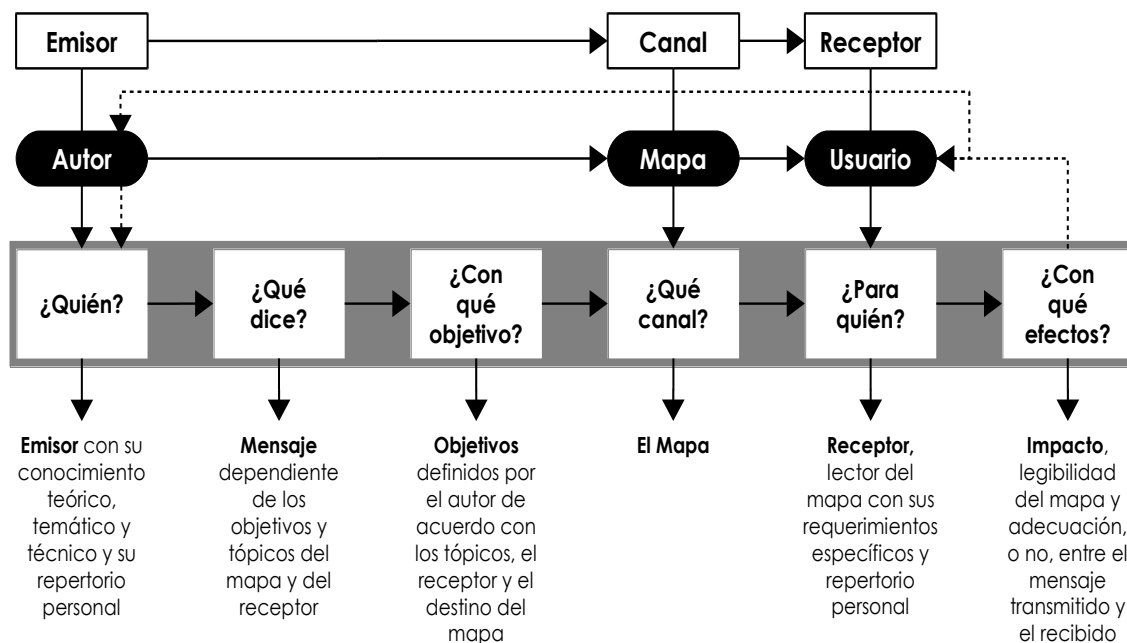 Emisor
Canal
Receptor
Autor
Mapa
Usuario
¿Quién?
¿Qué
dice?
¿Con
qué
objetivo?
¿Qué
canal?
¿Para
quién?
¿Con
qué
efectos?
Emisor con su
conocimiento
teórico,
temático y
técnico y su
repertorio
personal
Mensaje
dependiente
de los
objetivos y
tópicos del
mapa y del
receptor
Objetivos
definidos por
el autor de
acuerdo con
los tópicos, el
receptor y el
destino del
mapa
El Mapa
Receptor,
lector del
mapa con sus
requerimientos
específicos y
repertorio
personal
Impacto,
legibilidad
del mapa y
adecuación,
o no, entre el
mensaje
transmitido y
el recibido